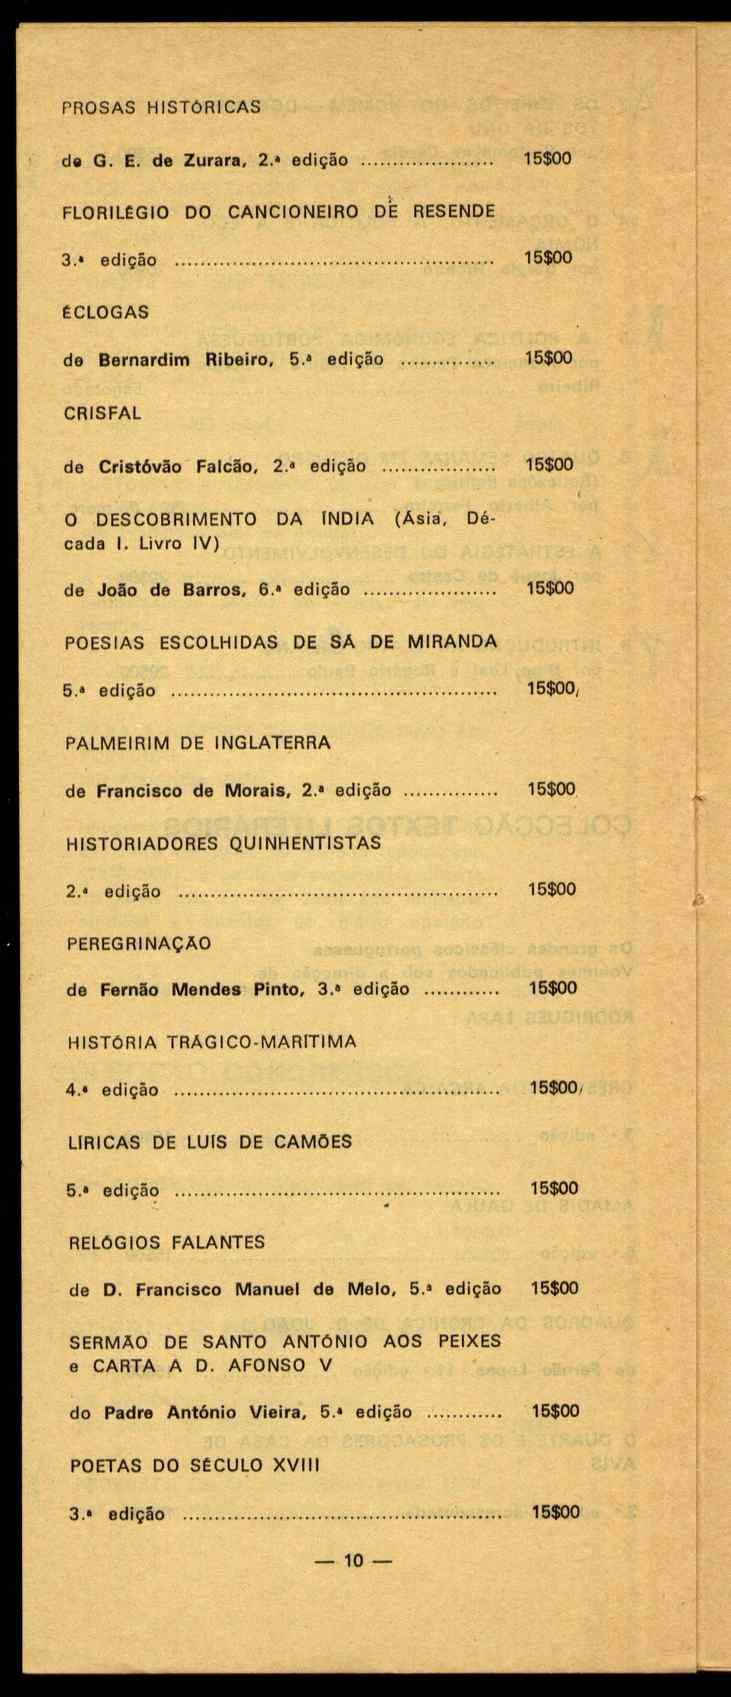 PROSAS HISTÓRICAS
de G. E. de Zurara, 2.ª edição ..................... 15$00
FLORILÉGIO DO CANCIONEIRO DE RESENDE
3.ª edição .................................................. 15$00
ÉCLOGAS
de Bernardim Ribeiro, 5.ª edição ............... 15$00
CRISFAL
de Cristóvão Falcão, 2.ª edição .................. 15$00
O DESCOBRIMENTO DA ÍNDIA (Ásia, Dé-
cada I. Livro IV)
de João de Barros, 6.ª edição ..................... 15$00
POESIAS ESCOLHIDAS DE SÁ DE MIRANDA
5.ª edição .................................................. 15$00
PALMEIRIM DE INGLATERRA
de Francisco de Morais, 2.ª edição ............... 15$00
HISTORIADORES QUINHENTISTAS
2.ª edição .................................................. 15$00
PEREGRINAÇÃO
de Fernão Mendes Pinto, 3.ª edição ............ 15$00
HISTÓRIA TRÁGICO-MARÍTIMA
4.ª edição .................................................. 15$00
LÍRICAS DE LUÍS DE CAMÕES
5.ª edição .................................................. 15$00
RELÓGIOS FALANTES
de D. Francisco Manuel de Melo, 5.ª edição 15$00
SERMÃO DE SANTO ANTÓNIO AOS PEIXES
e CARTA A D. AFONSO V
do Padre António Vieira, 5.ª edição ............ 15$00
POETAS DO SÉCULO XVIII
3.ª edição .................................................. 15$00
— 10 —